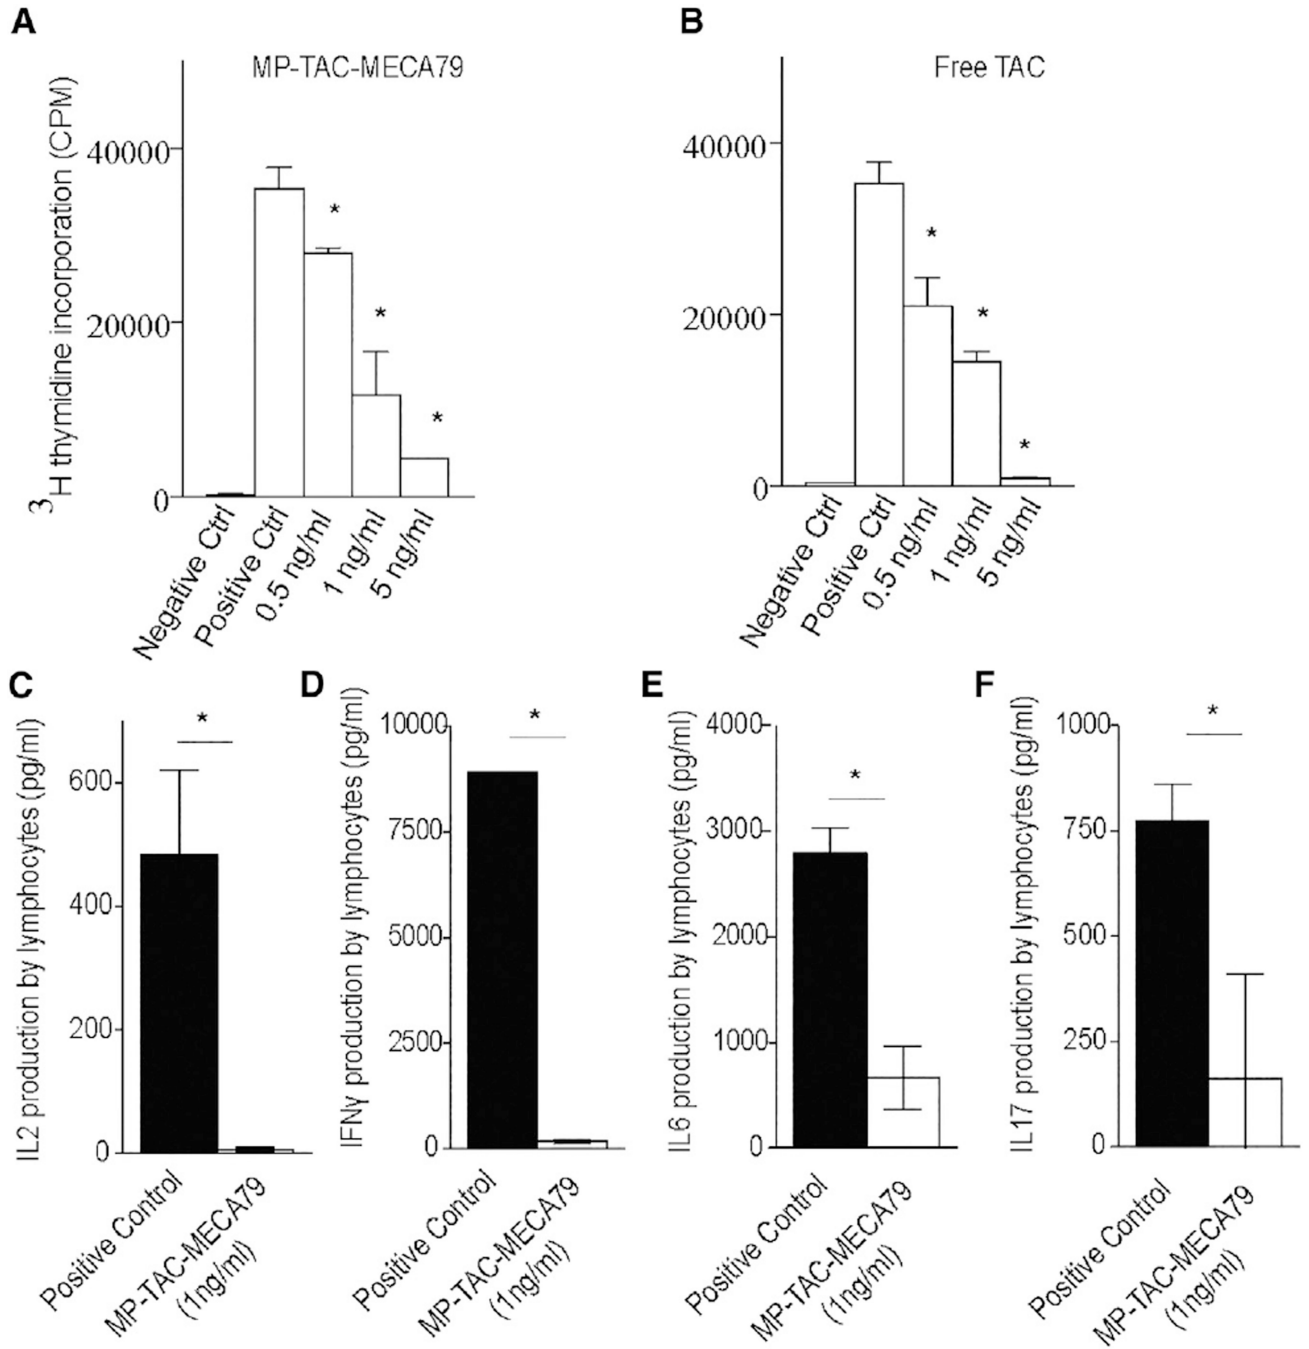 A
MP-TAC-MECA79
³H thymidine incorporation (CPM)
40000
20000
0
Negative Ctrl
Positive Ctrl
0.5 ng/ml
1 ng/ml
5 ng/ml
*
*
*
B
Free TAC
40000
20000
0
Negative Ctrl
Positive Ctrl
0.5 ng/ml
1 ng/ml
5 ng/ml
*
*
*
C
IL2 production by lymphocytes (pg/ml)
600
400
200
0
*
Positive Control
MP-TAC-MECA79
(1ng/ml)
D
IFNγ production by lymphocytes (pg/ml)
10000
7500
5000
2500
0
*
Positive Control
MP-TAC-MECA79
(1ng/ml)
E
IL6 production by lymphocytes (pg/ml)
4000
3000
2000
1000
0
*
Positive Control
MP-TAC-MECA79
(1ng/ml)
F
IL17 production by lymphocytes (pg/ml)
1000
750
500
250
0
*
Positive Control
MP-TAC-MECA79
(1ng/ml)